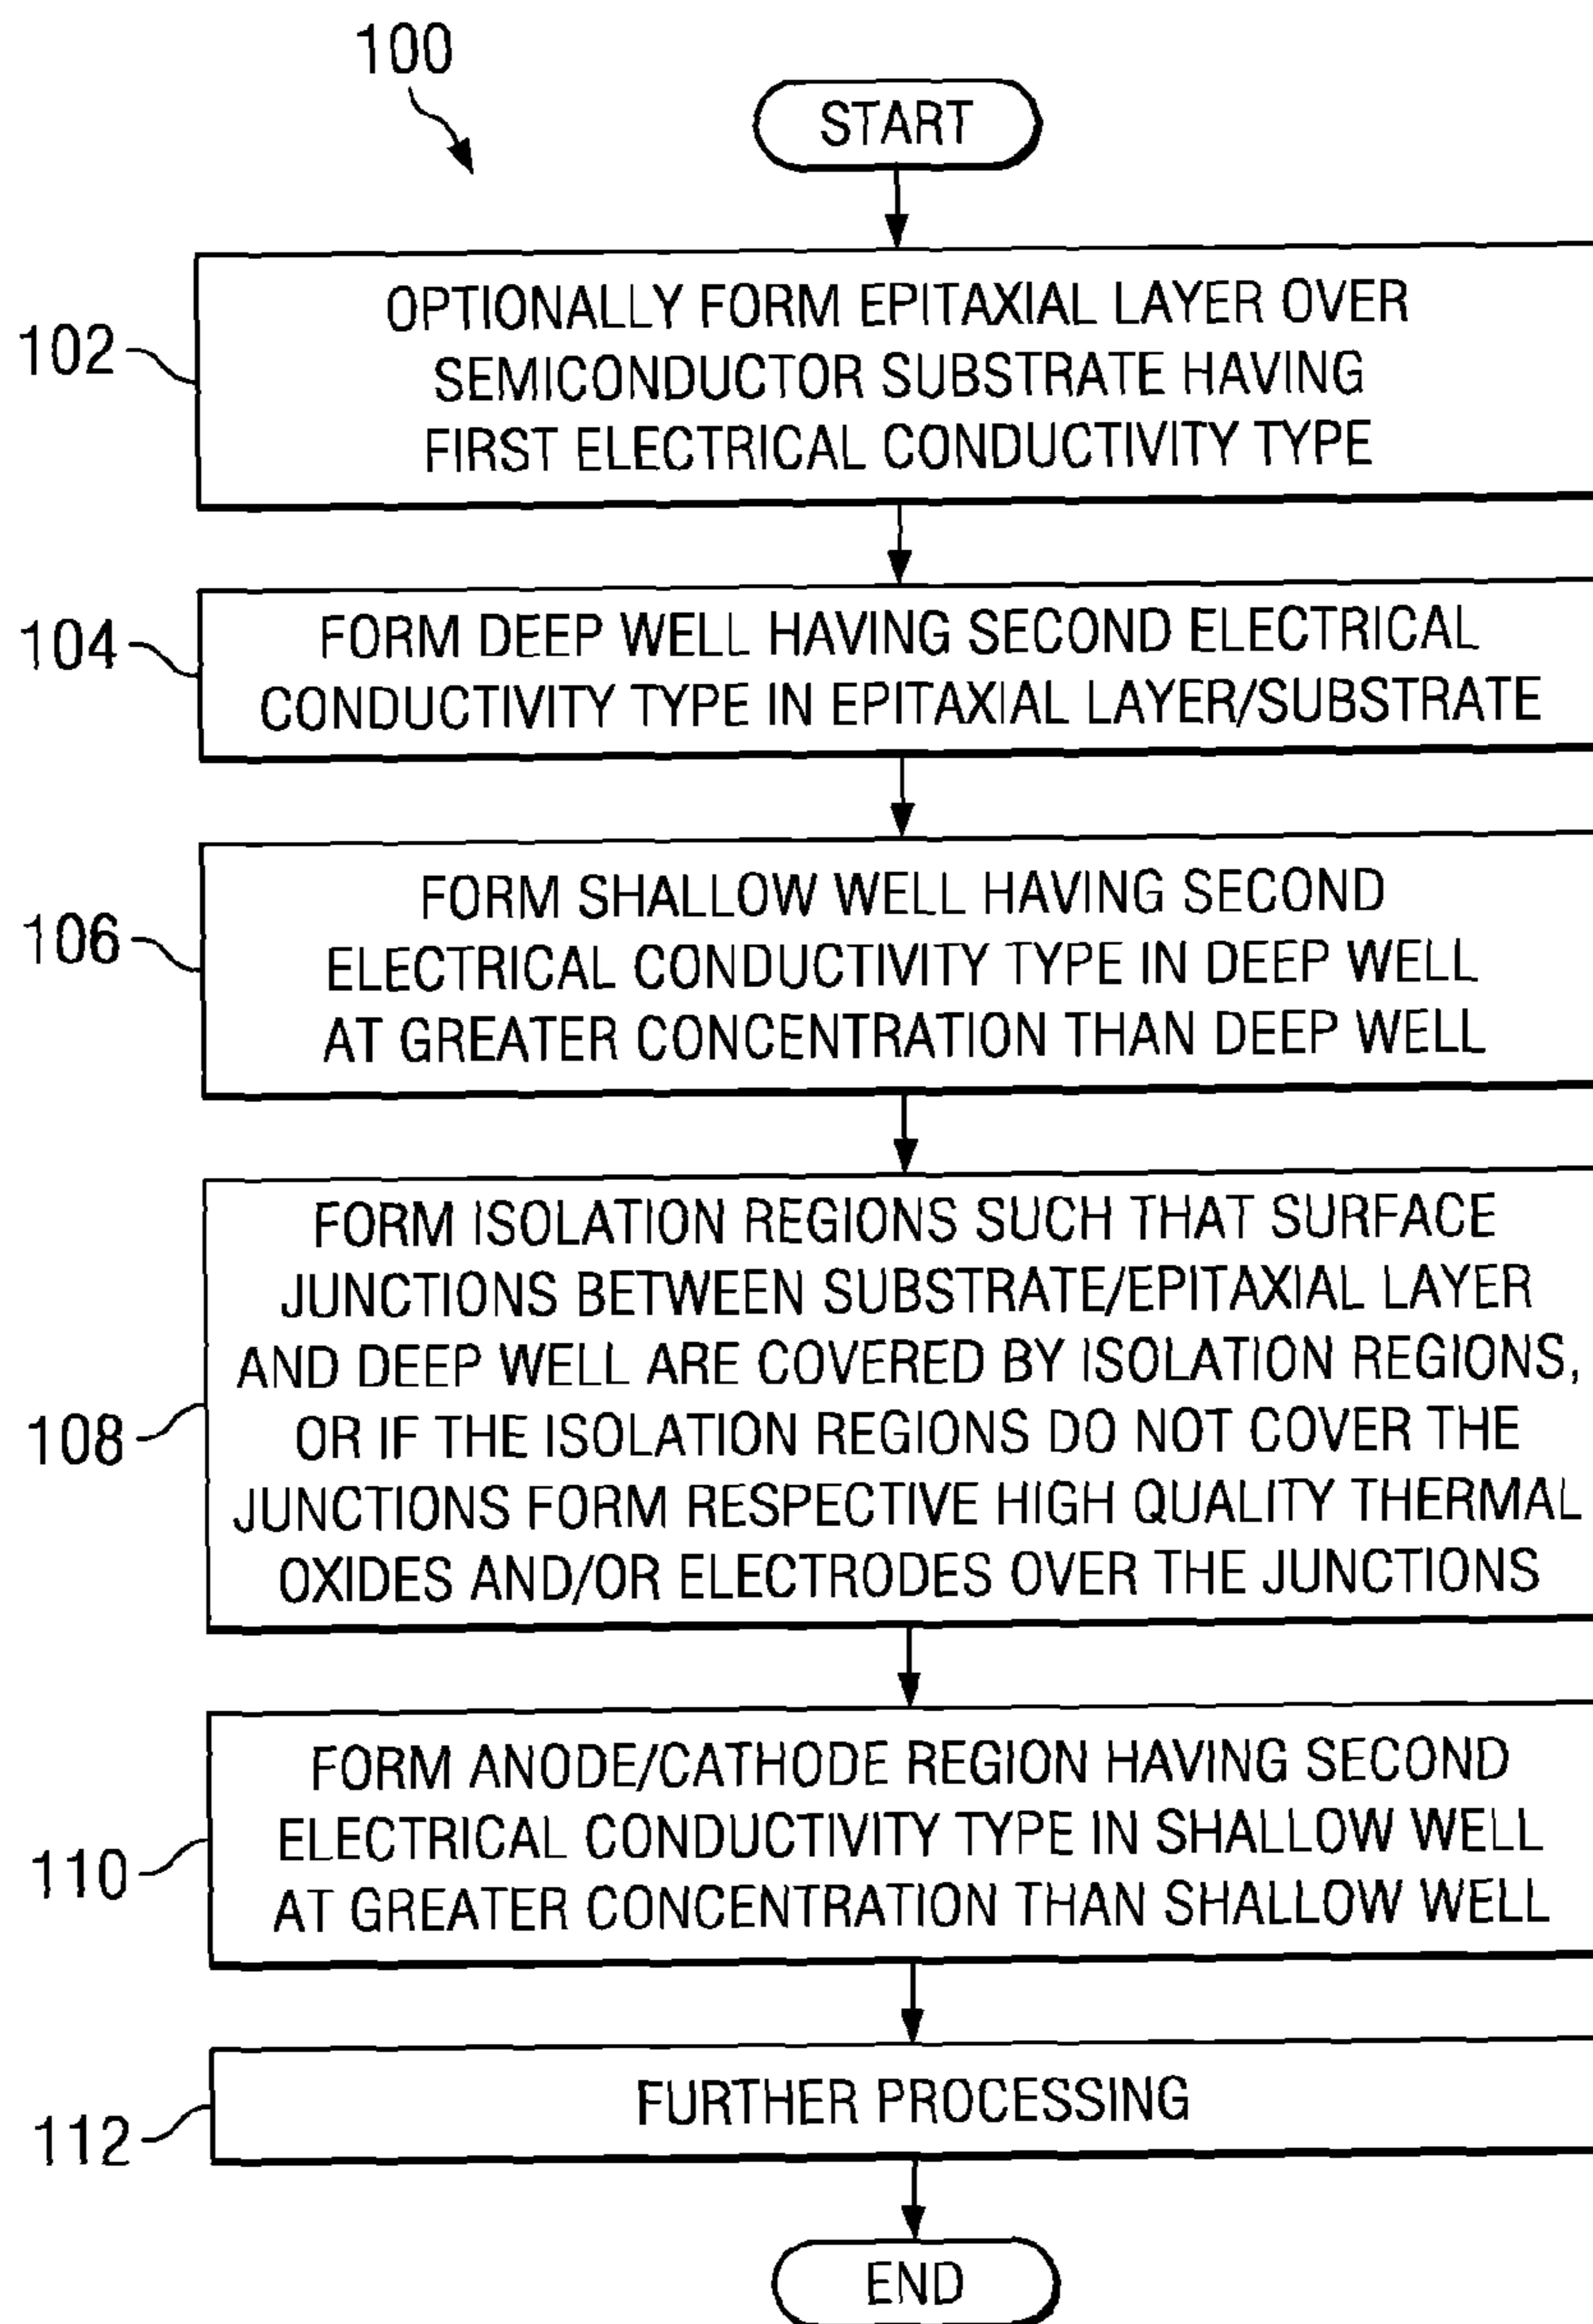 100
START
102
OPTIONALLY FORM EPITAXIAL LAYER OVER
SEMICONDUCTOR SUBSTRATE HAVING
FIRST ELECTRICAL CONDUCTIVITY TYPE
104
FORM DEEP WELL HAVING SECOND ELECTRICAL
CONDUCTIVITY TYPE IN EPITAXIAL LAYER/SUBSTRATE
106
FORM SHALLOW WELL HAVING SECOND
ELECTRICAL CONDUCTIVITY TYPE IN DEEP WELL
AT GREATER CONCENTRATION THAN DEEP WELL
108
FORM ISOLATION REGIONS SUCH THAT SURFACE
JUNCTIONS BETWEEN SUBSTRATE/EPITAXIAL LAYER
AND DEEP WELL ARE COVERED BY ISOLATION REGIONS,
OR IF THE ISOLATION REGIONS DO NOT COVER THE
JUNCTIONS FORM RESPECTIVE HIGH QUALITY THERMAL
OXIDES AND/OR ELECTRODES OVER THE JUNCTIONS
110
FORM ANODE/CATHODE REGION HAVING SECOND
ELECTRICAL CONDUCTIVITY TYPE IN SHALLOW WELL
AT GREATER CONCENTRATION THAN SHALLOW WELL
112
FURTHER PROCESSING
END